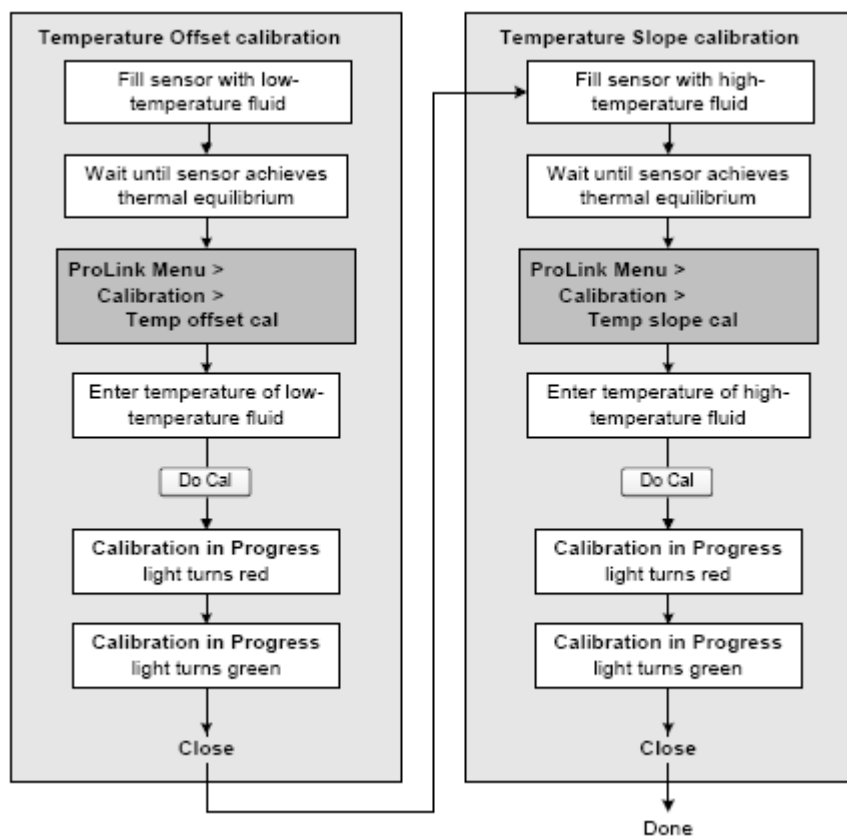 Temperature Offset calibration
Fill sensor with low-
temperature fluid
Wait until sensor achieves
thermal equilibrium
ProLink Menu >
Calibration >
Temp offset cal
Enter temperature of low-
temperature fluid
Do Cal
Calibration in Progress
light turns red
Calibration in Progress
light turns green
Close
Temperature Slope calibration
Fill sensor with high-
temperature fluid
Wait until sensor achieves
thermal equilibrium
ProLink Menu >
Calibration >
Temp slope cal
Enter temperature of high-
temperature fluid
Do Cal
Calibration in Progress
light turns red
Calibration in Progress
light turns green
Close
Done